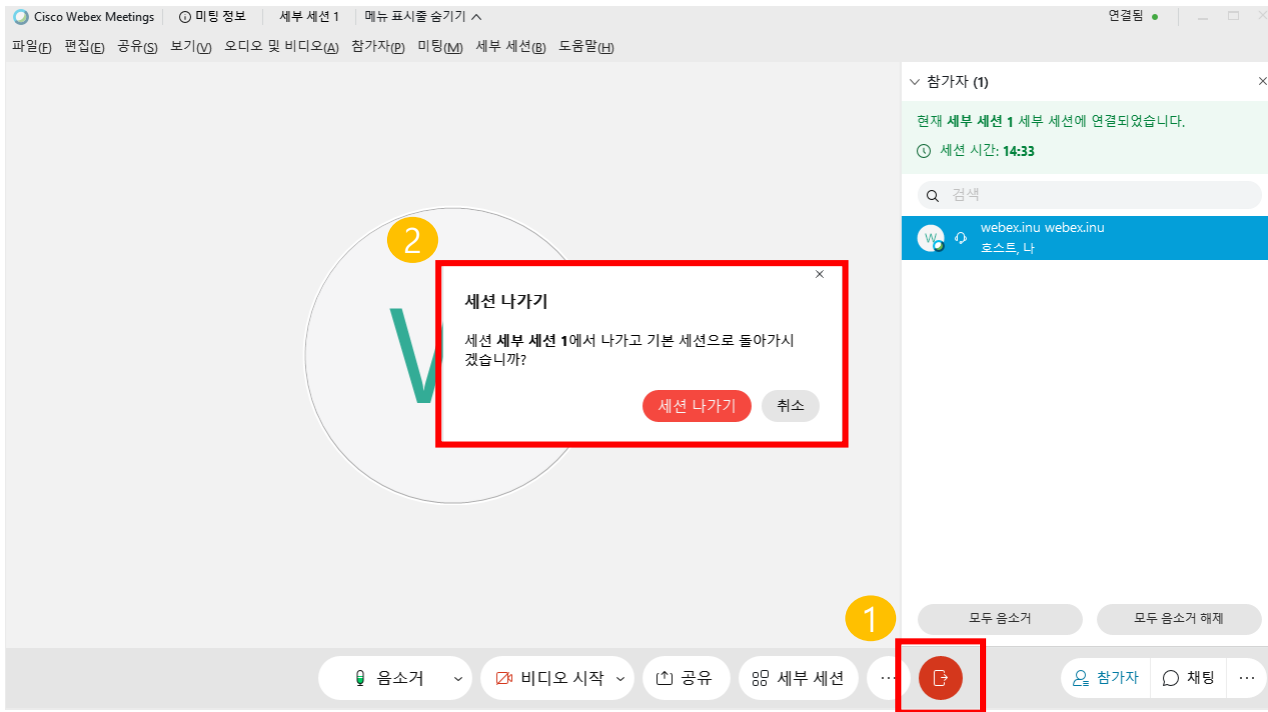 Cisco Webex Meetings 미팅 정보 세부 세션 1 메뉴 표시줄 숨기기 연결됨
파일(F) 편집(E) 공유(S) 보기(V) 오디오 및 비디오(A) 참가자(P) 미팅(M) 세부 세션(B) 도움말(H)
참가자 (1)
현재 세부 세션 1 세부 세션에 연결되었습니다.
세션 시간: 14:33
검색
W webex.inu webex.inu
호스트, 나
2
W
세션 나가기
세션 세부 세션 1에서 나가고 기본 세션으로 돌아가시
겠습니까?
세션 나가기 취소
1
모두 음소거 모두 음소거 해제
음소거 비디오 시작 공유 세부 세션 ... 참가자 채팅 ...